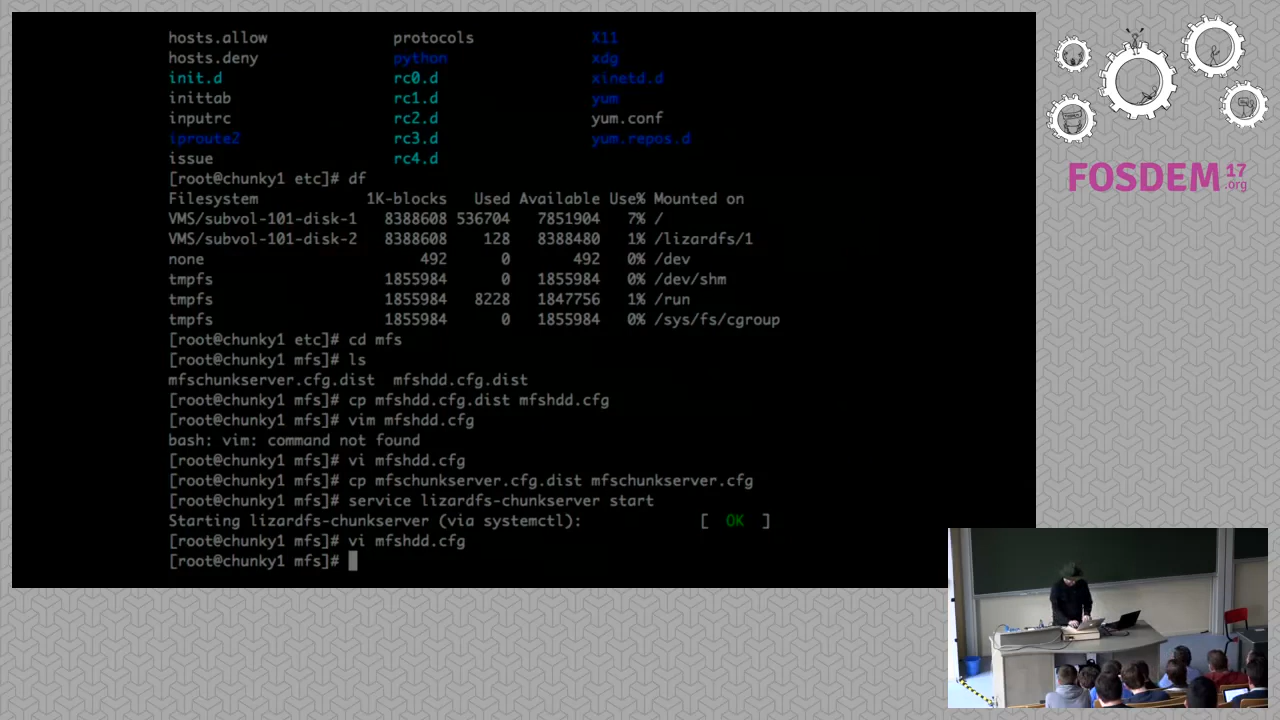 hosts.allow protocols X11
hosts.deny python xdg
init.d rc0.d xinetd.d
inittab rc1.d yum
inputrc rc2.d yum.conf
iproute2 rc3.d yum.repos.d
issue rc4.d
[root@chunky1 etc]# df
Filesystem 1K-blocks Used Available Use% Mounted on
VMS/subvol-101-disk-1 8388608 536704 7851904 7% /
VMS/subvol-101-disk-2 8388608 128 8388480 1% /lizardfs/1
none 492 0 492 0% /dev
tmpfs 1855984 0 1855984 0% /dev/shm
tmpfs 1855984 8228 1847756 1% /run
tmpfs 1855984 0 1855984 0% /sys/fs/cgroup
[root@chunky1 etc]# cd mfs
[root@chunky1 mfs]# ls
mfschunkserver.cfg.dist mfshdd.cfg.dist
[root@chunky1 mfs]# cp mfshdd.cfg.dist mfshdd.cfg
[root@chunky1 mfs]# vim mfshdd.cfg
bash: vim: command not found
[root@chunky1 mfs]# vi mfshdd.cfg
[root@chunky1 mfs]# cp mfschunkserver.cfg.dist mfschunkserver.cfg
[root@chunky1 mfs]# service lizardfs-chunkserver start
Starting lizardfs-chunkserver (via systemctl): [ OK ]
[root@chunky1 mfs]# vi mfshdd.cfg
[root@chunky1 mfs]#
FOSDEM 17
.org